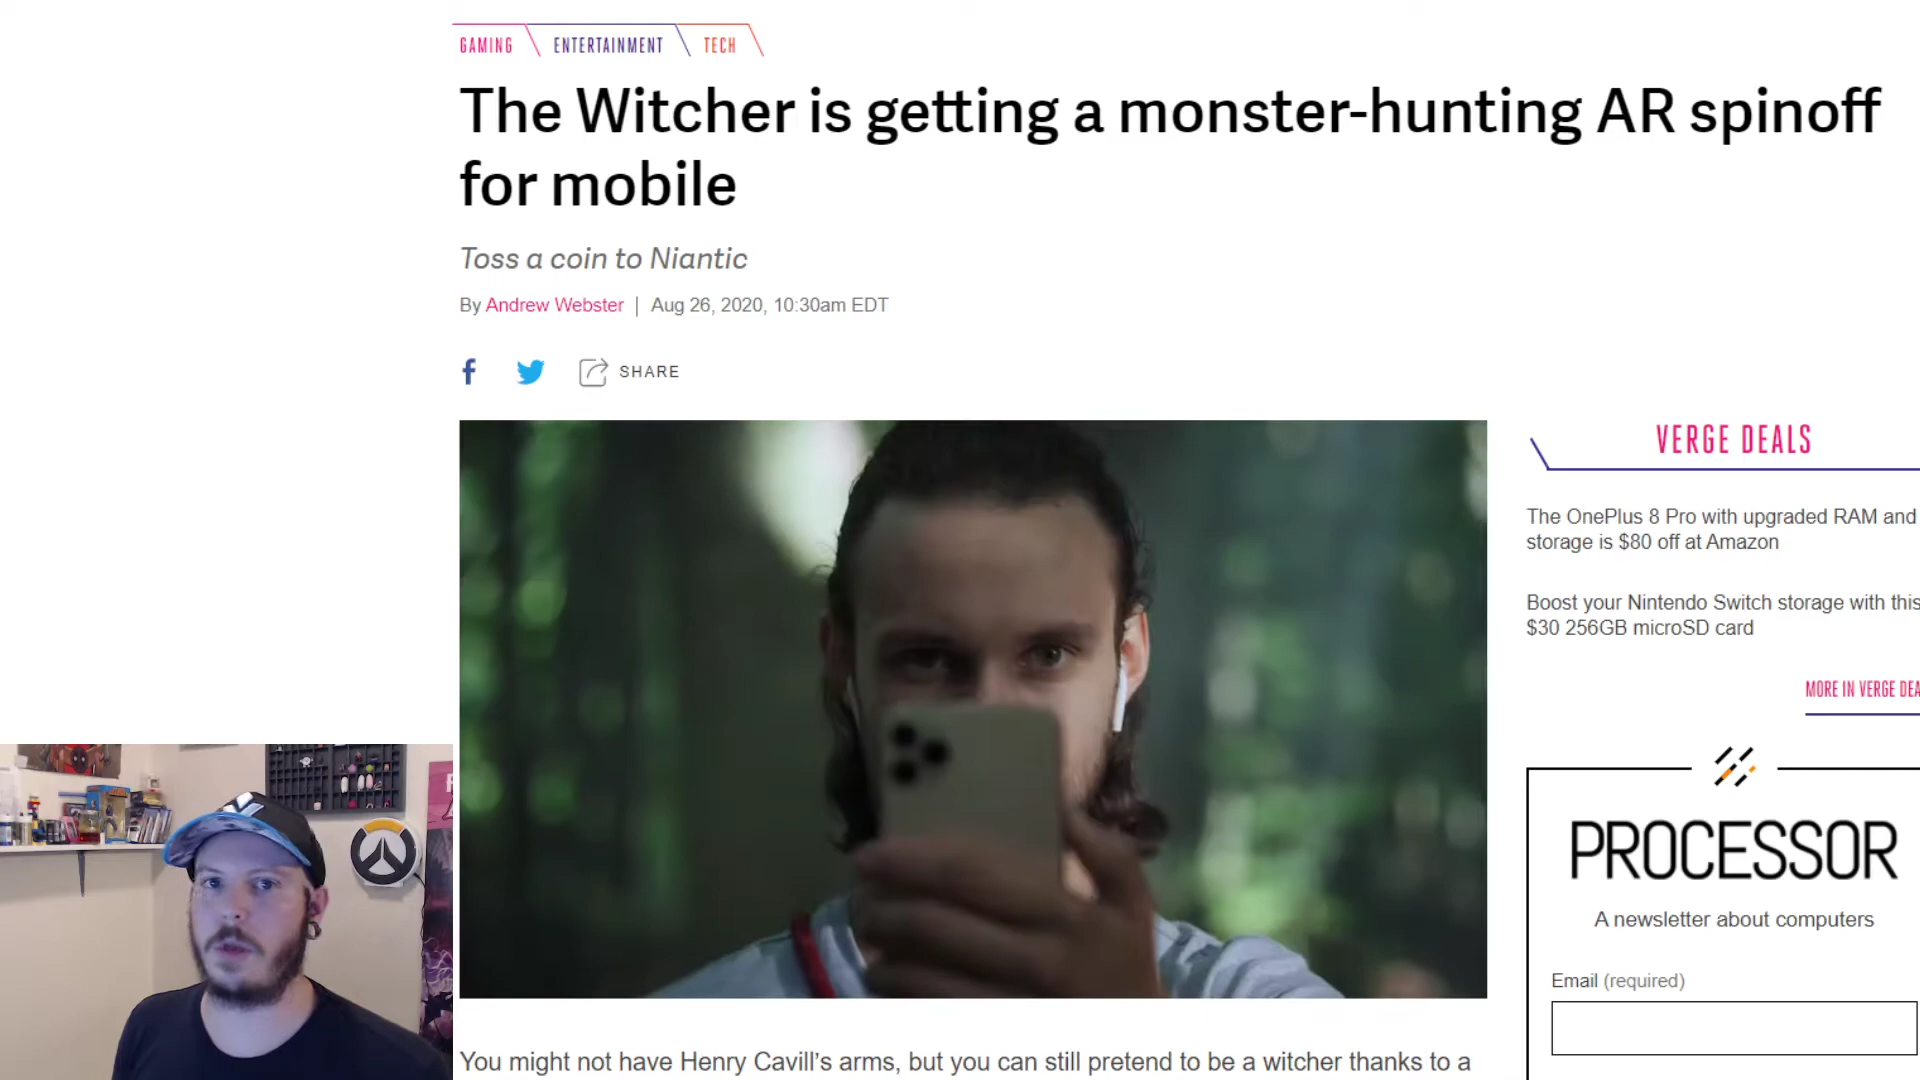 GAMING
ENTERTAINMENT
TECH
The Witcher is getting a monster-hunting AR spinoff
for mobile
Toss a coin to Niantic
By Andrew Webster | Aug 26, 2020, 10:30am EDT
SHARE
VERGE DEALS
The OnePlus 8 Pro with upgraded RAM and
storage is $80 off at Amazon
Boost your Nintendo Switch storage with this
$30 256GB microSD card
MORE IN VERGE DEA
PROCESSOR
A newsletter about computers
Email (required)
You might not have Henry Cavill’s arms, but you can still pretend to be a witcher thanks to a